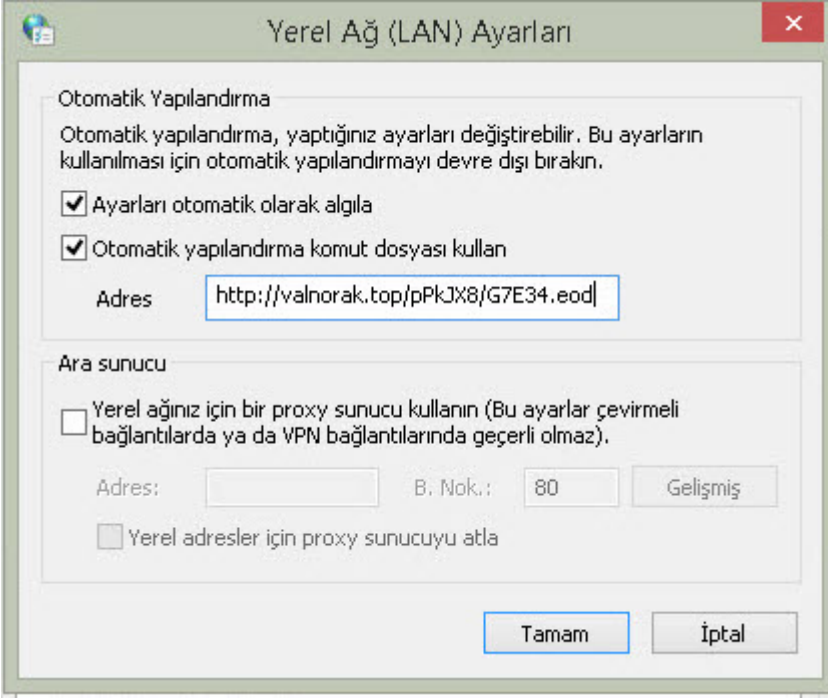 Yerel Ağ (LAN) Ayarları
Otomatik Yapılandırma
Otomatik yapılandırma, yaptığınız ayarları değiştirebilir. Bu ayarların
kullanılması için otomatik yapılandırmayı devre dışı bırakın.
Ayarları otomatik olarak algıla
Otomatik yapılandırma komut dosyası kullan
Adres http://valnorak.top/pPkJX8/G7E34.eod
Ara sunucu
Yerel ağınız için bir proxy sunucu kullanın (Bu ayarlar çevirmeli
bağlantılarda ya da VPN bağlantılarında geçerli olmaz).
Adres: B. Nok.: 80 Gelişmiş
Yerel adresler için proxy sunucuyu atla
Tamam İptal